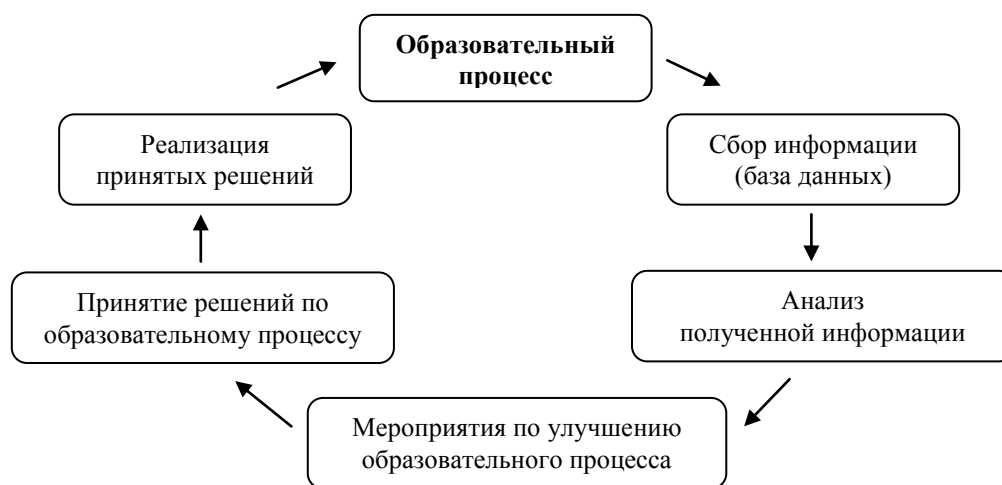 Образовательный
процесс
Реализация
принятых решений
Сбор информации
(база данных)
Принятие решений по
образовательному процессу
Анализ
полученной информации
Мероприятия по улучшению
образовательного процесса